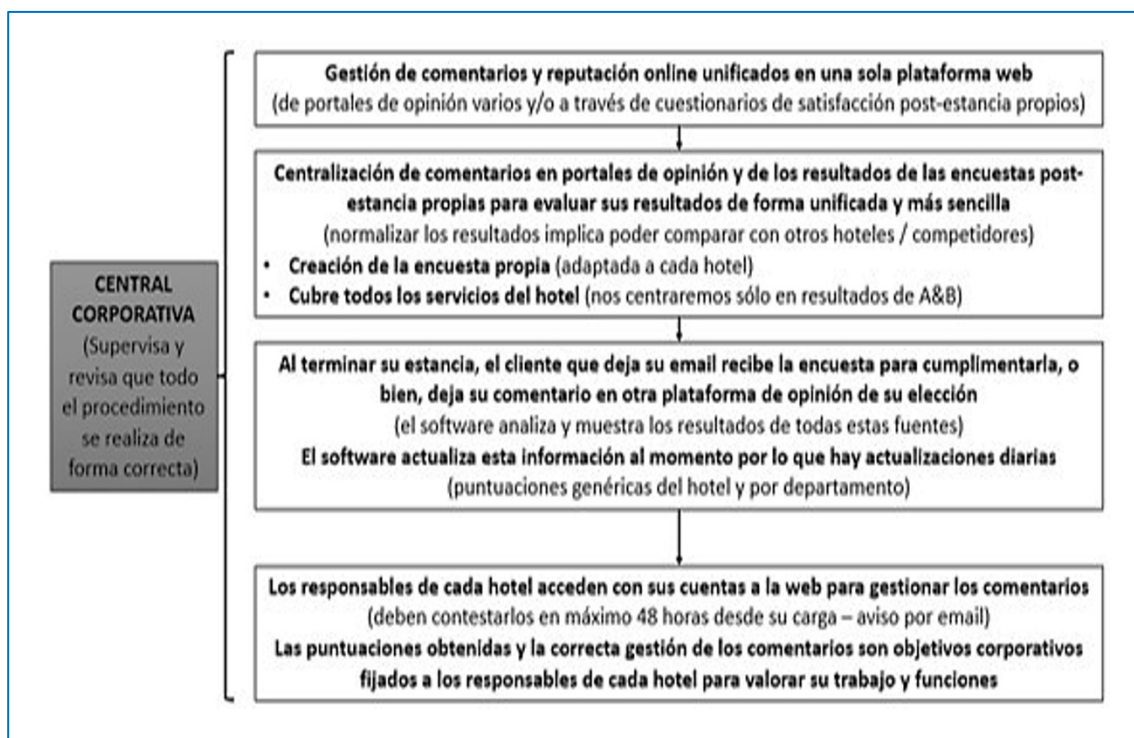 Gestión de comentarios y reputación online unificados en una sola plataforma web
(de portales de opinión varios y/o a través de cuestionarios de satisfacción post-estancia propios)
Centralización de comentarios en portales de opinión y de los resultados de las encuestas post-
estancia propias para evaluar sus resultados de forma unificada y más sencilla
(normalizar los resultados implica poder comparar con otros hoteles / competidores)
• Creación de la encuesta propia (adaptada a cada hotel)
• Cubre todos los servicios del hotel (nos centraremos sólo en resultados de A&B)
CENTRAL
CORPORATIVA
(Supervisa y
revisa que todo
el procedimiento
se realiza de
forma correcta)
Al terminar su estancia, el cliente que deja su email recibe la encuesta para cumplimentarla, o
bien, deja su comentario en otra plataforma de opinión de su elección
(el software analiza y muestra los resultados de todas estas fuentes)
El software actualiza esta información al momento por lo que hay actualizaciones diarias
(puntuaciones genéricas del hotel y por departamento)
Los responsables de cada hotel acceden con sus cuentas a la web para gestionar los comentarios
(deben contestarlos en máximo 48 horas desde su carga – aviso por email)
Las puntuaciones obtenidas y la correcta gestión de los comentarios son objetivos corporativos
fijados a los responsables de cada hotel para valorar su trabajo y funciones